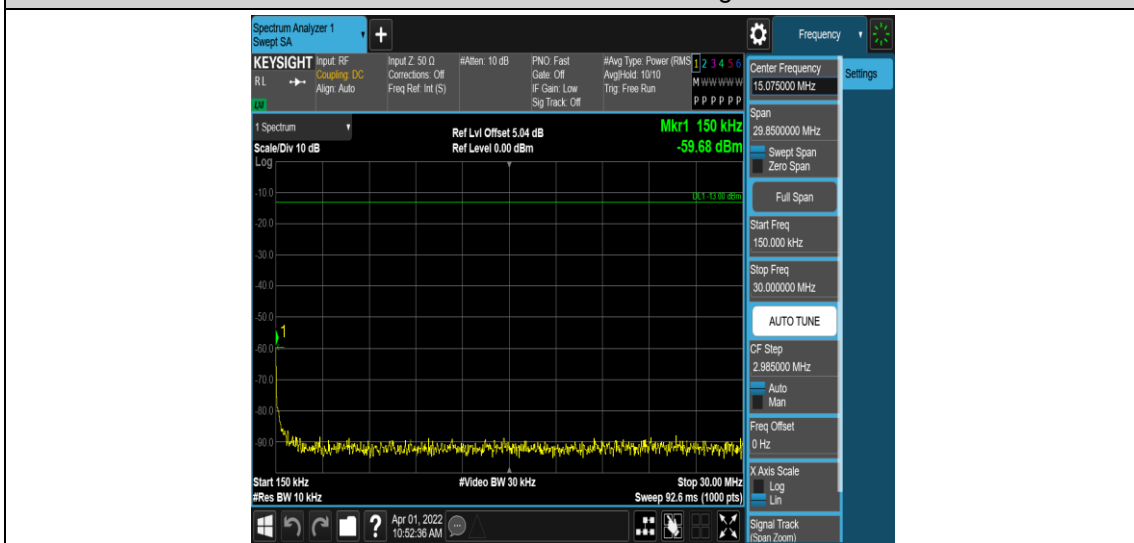 Spectrum Analyzer 1
Swept SA
+
Frequency
KEYSIGHT
RL
LXI
Input: RF
Coupling: DC
Align: Auto
Input Z: 50 Ω
Corrections: Off
Freq Ref: Int (S)
#Atten: 10 dB
PNO: Fast
Gate: Off
IF Gain: Low
Sig Track: Off
#Avg Type: Power (RMS
Avg|Hold: 10/10
Trig: Free Run
1 2 3 4 5 6
M W W W W W
P P P P P P
1 Spectrum
Scale/Div 10 dB
Ref Lvl Offset 5.04 dB
Ref Level 0.00 dBm
Mkr1 150 kHz
-59.68 dBm
Log
-10.0
DL1 -13.00 dBm
-20.0
-30.0
-40.0
-50.0
1
-60.0
-70.0
-80.0
-90.0
Start 150 kHz
#Video BW 30 kHz
Stop 30.00 MHz
#Res BW 10 kHz
Sweep 92.6 ms (1000 pts)
?
Apr 01, 2022
10:52:36 AM
Center Frequency
15.075000 MHz
Settings
Span
29.8500000 MHz
Swept Span
Zero Span
Full Span
Start Freq
150.000 kHz
Stop Freq
30.000000 MHz
AUTO TUNE
CF Step
2.985000 MHz
Auto
Man
Freq Offset
0 Hz
X Axis Scale
Log
Lin
Signal Track
(Span Zoom)